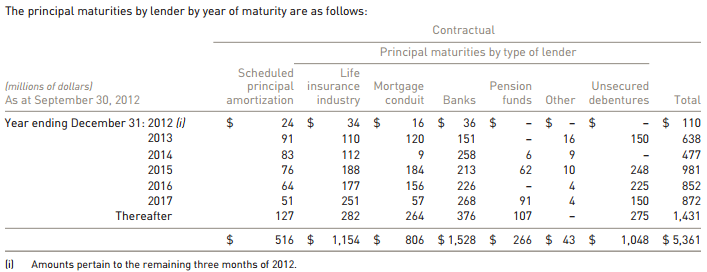 The principal maturities by lender by year of maturity are as follows:
Contractual
Principal maturities by type of lender
Scheduled Life
principal insurance Mortgage Pension Unsecured
(millions of dollars)
As at September 30, 2012 amortization industry conduit Banks funds Other debentures Total
Year ending December 31: 2012 (i) $ 24 $ 34 $ 16 $ 36 $ – $ – $ – $ 110
2013 91 110 120 151 – 16 150 638
2014 83 112 9 258 6 9 – 477
2015 76 188 184 213 62 10 248 981
2016 64 177 156 226 – 4 225 852
2017 51 251 57 268 91 4 150 872
Thereafter 127 282 264 376 107 – 275 1,431
$ 516 $ 1,154 $ 806 $ 1,528 $ 266 $ 43 $ 1,048 $ 5,361
(i) Amounts pertain to the remaining three months of 2012.